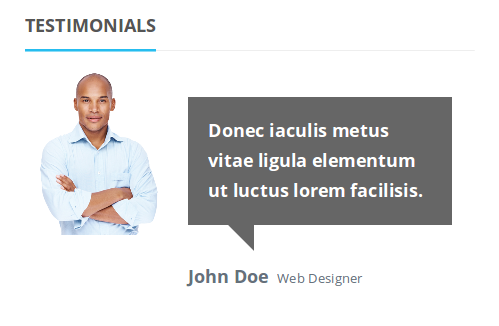 TESTIMONIALS
Donec iaculis metus
vitae ligula elementum
ut luctus lorem facilisis.
John Doe Web Designer